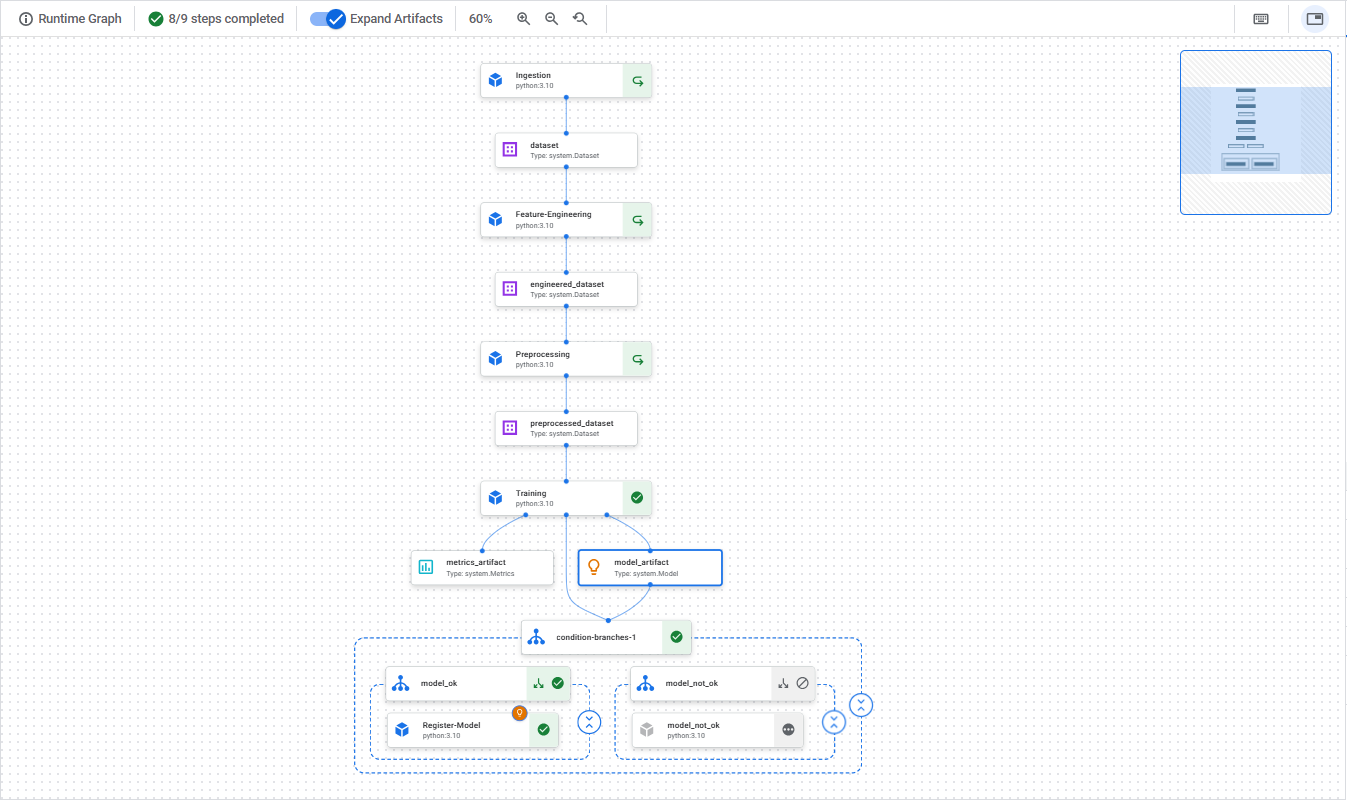 Runtime Graph
8/9 steps completed
Expand Artifacts
60%
Ingestion
python:3.10
dataset
Type: system.Dataset
Feature-Engineering
python:3.10
engineered_dataset
Type: system.Dataset
Preprocessing
python:3.10
preprocessed_dataset
Type: system.Dataset
Training
python:3.10
metrics_artifact
Type: system.Metrics
model_artifact
Type: system.Model
condition-branches-1
model_ok
model_not_ok
Register-Model
python:3.10
model_not_ok
python:3.10